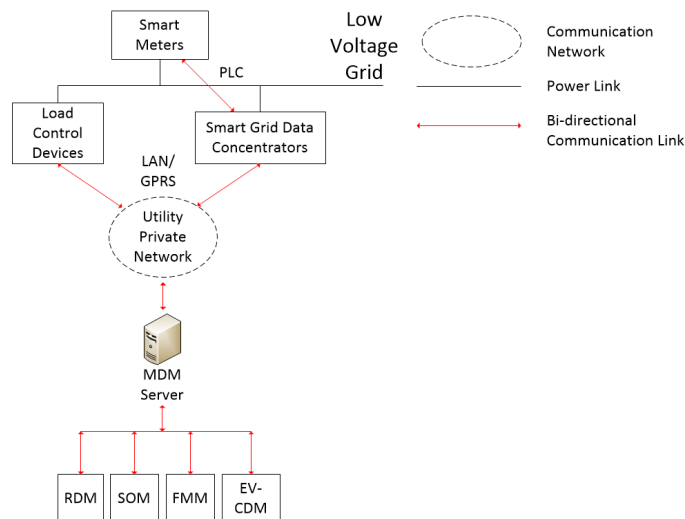 Smart
Meters
Low
Voltage
Grid
Communication
Network
PLC
Power Link
Load
Control
Devices
Smart Grid Data
Concentrators
Bi-directional
Communication Link
LAN/
GPRS
Utility
Private
Network
MDM
Server
RDM
SOM
FMM
EV-
CDM